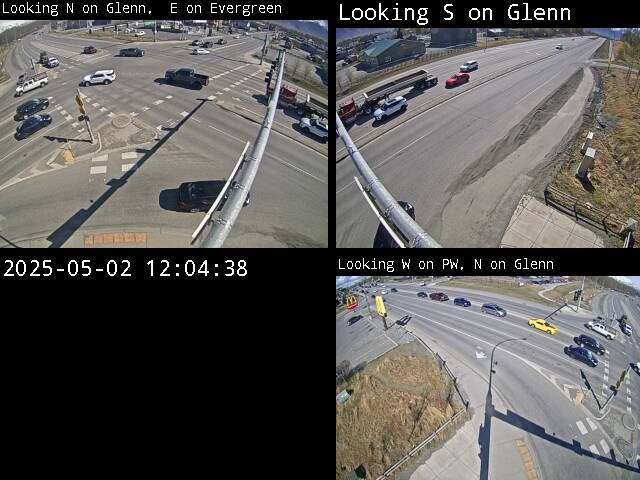 Looking N on Glenn, E on Evergreen
Looking S on Glenn
2025-05-02 12:04:38
Looking W on PW, N on Glenn